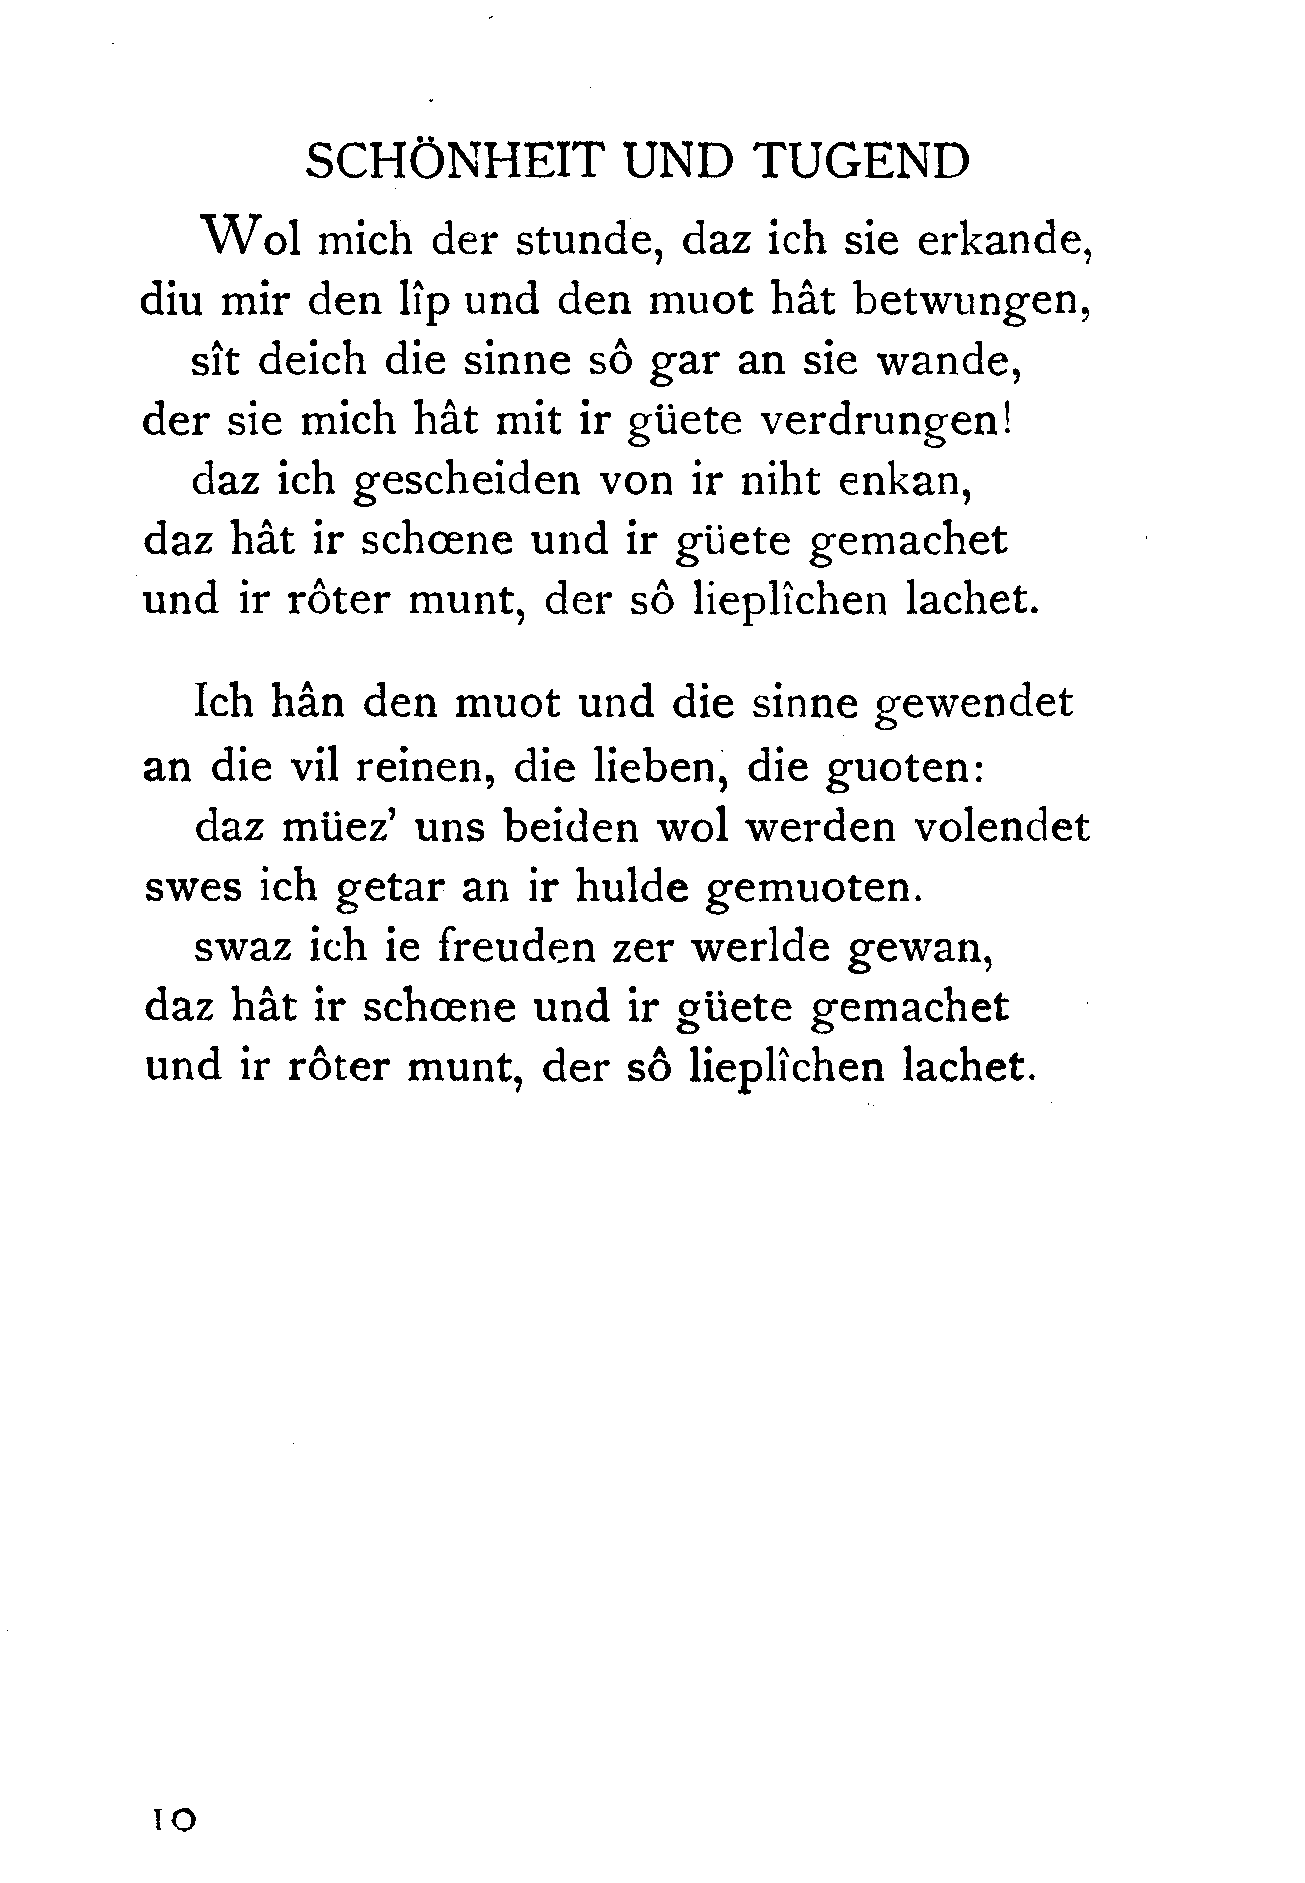 SCHÖNHEIT UND TUGEND
Wol mich der stunde, daz ich sie erkande,
diu mir den lîp und den muot hât betwungen,
sît deich die sinne sô gar an sie wande,
der sie mich hât mit ir güete verdrungen!
daz ich gescheiden von ir niht enkan,
daz hât ir schœne und ir güete gemachet
und ir rôter munt, der sô lieplîchen lachet.
Ich hân den muot und die sinne gewendet
an die vil reinen, die lieben, die guoten:
daz müez’ uns beiden wol werden volendet
swes ich getar an ir hulde gemuoten.
swaz ich ie freuden zer werlde gewan,
daz hât ir schœne und ir güete gemachet
und ir rôter munt, der sô lieplîchen lachet.
10